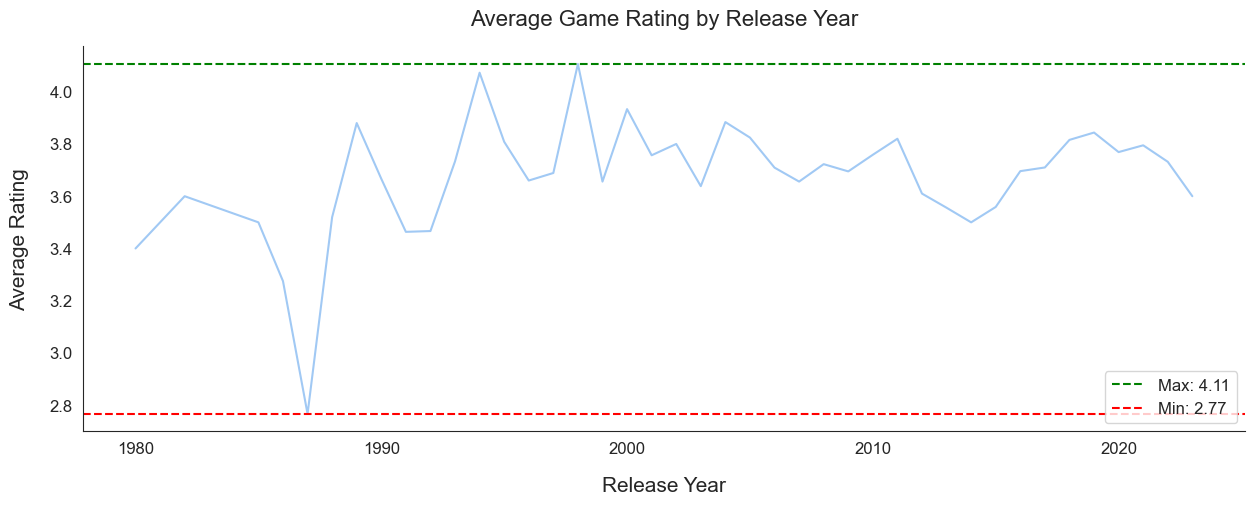 Average Game Rating by Release Year
Average Rating
4.0
3.8
3.6
3.4
3.2
3.0
2.8
Max: 4.11
Min: 2.77
1980 1990 2000 2010 2020
Release Year